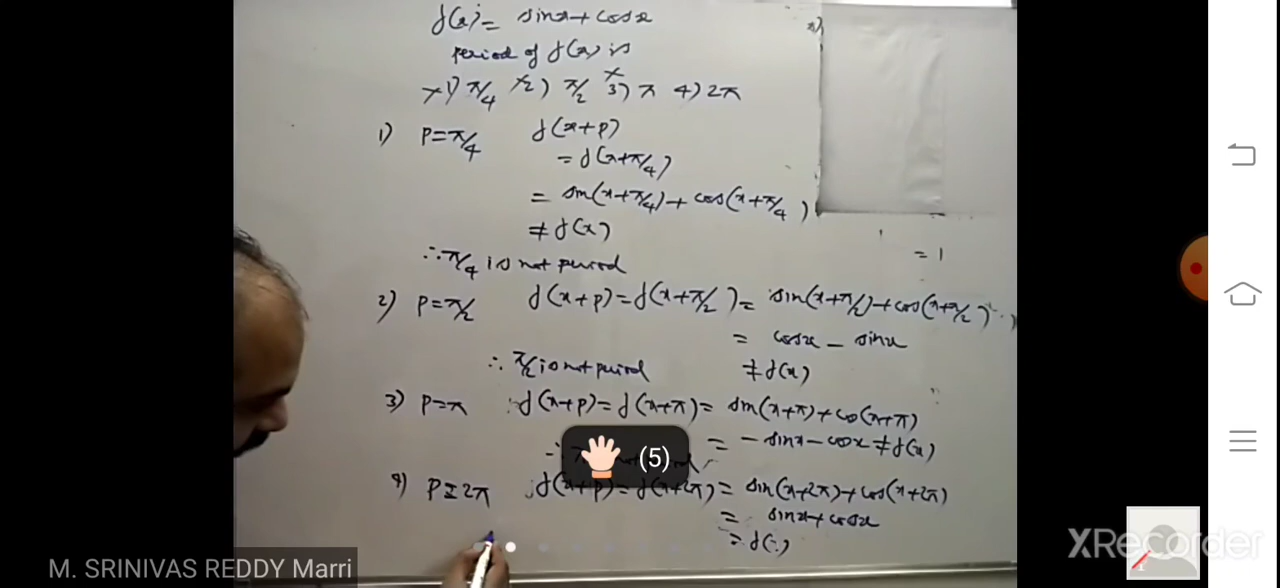 f(x) = sinx + cosx
period of f(x) is
1) π/4 2) π/2 3) π 4) 2π
1) P=π/4 f(x+P)
= f(x+π/4)
= sin(x+π/4) + cos(x+π/4)
≠ f(x)
∴ π/4 is not period
= 1
2) P=π/2 f(x+P) = f(x+π/2) = sin(x+π/2) + cos(x+π/2)
= cosx - sinx
≠ f(x)
∴ π/2 is not period
3) P=π f(x+P) = f(x+π) = sin(x+π) + cos(x+π)
= -sinx - cosx ≠ f(x)
(5)
4) P=2π f(x+P) = f(x+2π) = sin(x+2π) + cos(x+2π)
= sinx + cosx
= f(
M. SRINIVAS REDDY Marri
XRecorder